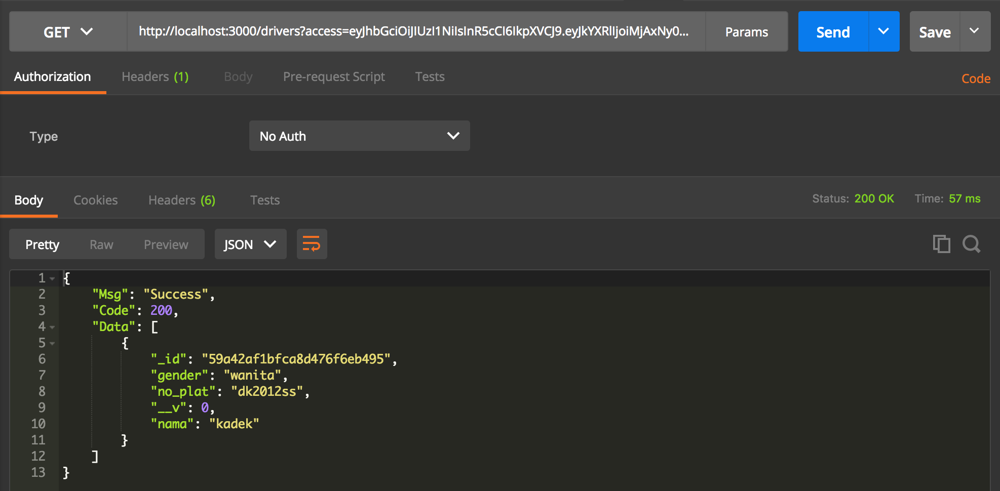 GET http://localhost:3000/drivers?access=eyJhbGciOiJIUzI1NiIsInR5cCI6IkpXVCJ9.eyJkYXRlIjoiMjAxNy0... Params Send Save
Authorization Headers (1) Body Pre-request Script Tests Code
Type No Auth
Body Cookies Headers (6) Tests Status: 200 OK Time: 57 ms
Pretty Raw Preview JSON
1 {
2 "Msg": "Success",
3 "Code": 200,
4 "Data": [
5 {
6 "_id": "59a42af1bfca8d476f6eb495",
7 "gender": "wanita",
8 "no_plat": "dk2012ss",
9 "__v": 0,
10 "nama": "kadek"
11 }
12 ]
13 }